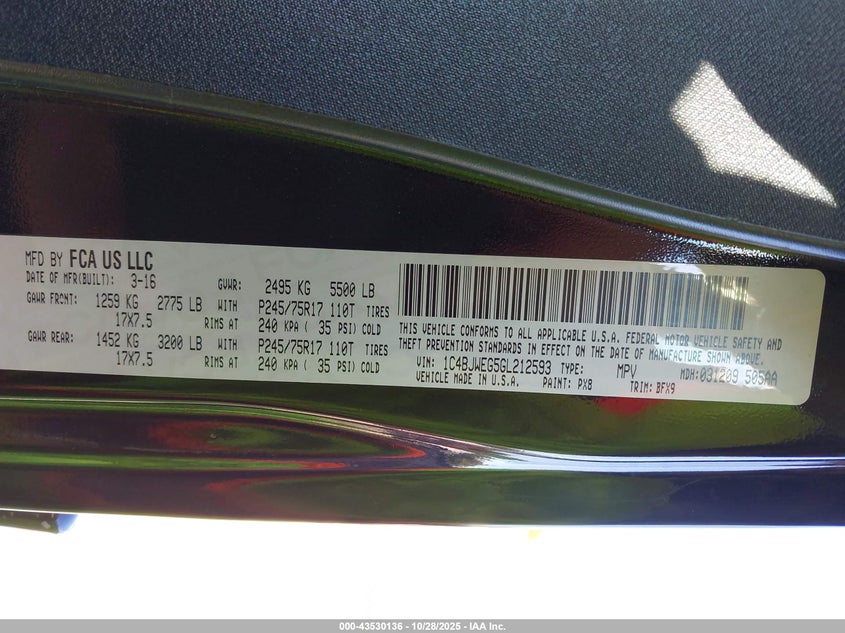 MFD BY FCA US LLC
DATE OF MFR(BUILT): 3-16 GVWR: 2495 KG 5500 LB
GAWR FRONT: 1259 KG 2775 LB WITH P245/75R17 110T TIRES
17X7.5 RIMS AT 240 KPA ( 35 PSI) COLD
GAWR REAR: 1452 KG 3200 LB WITH P245/75R17 110T TIRES
17X7.5 RIMS AT 240 KPA ( 35 PSI) COLD
THIS VEHICLE CONFORMS TO ALL APPLICABLE U.S.A. FEDERAL MOTOR VEHICLE SAFETY AND
THEFT PREVENTION STANDARDS IN EFFECT ON THE DATE OF MANUFACTURE SHOWN ABOVE.
VIN: 1C4BJWEG5GL212593 TYPE: MPV MDH: 031209 505AA
VEHICLE MADE IN U.S.A. PAINT: PX8 TRIM: BFX9
000-43530136 - 10/28/2025 - IAA Inc.